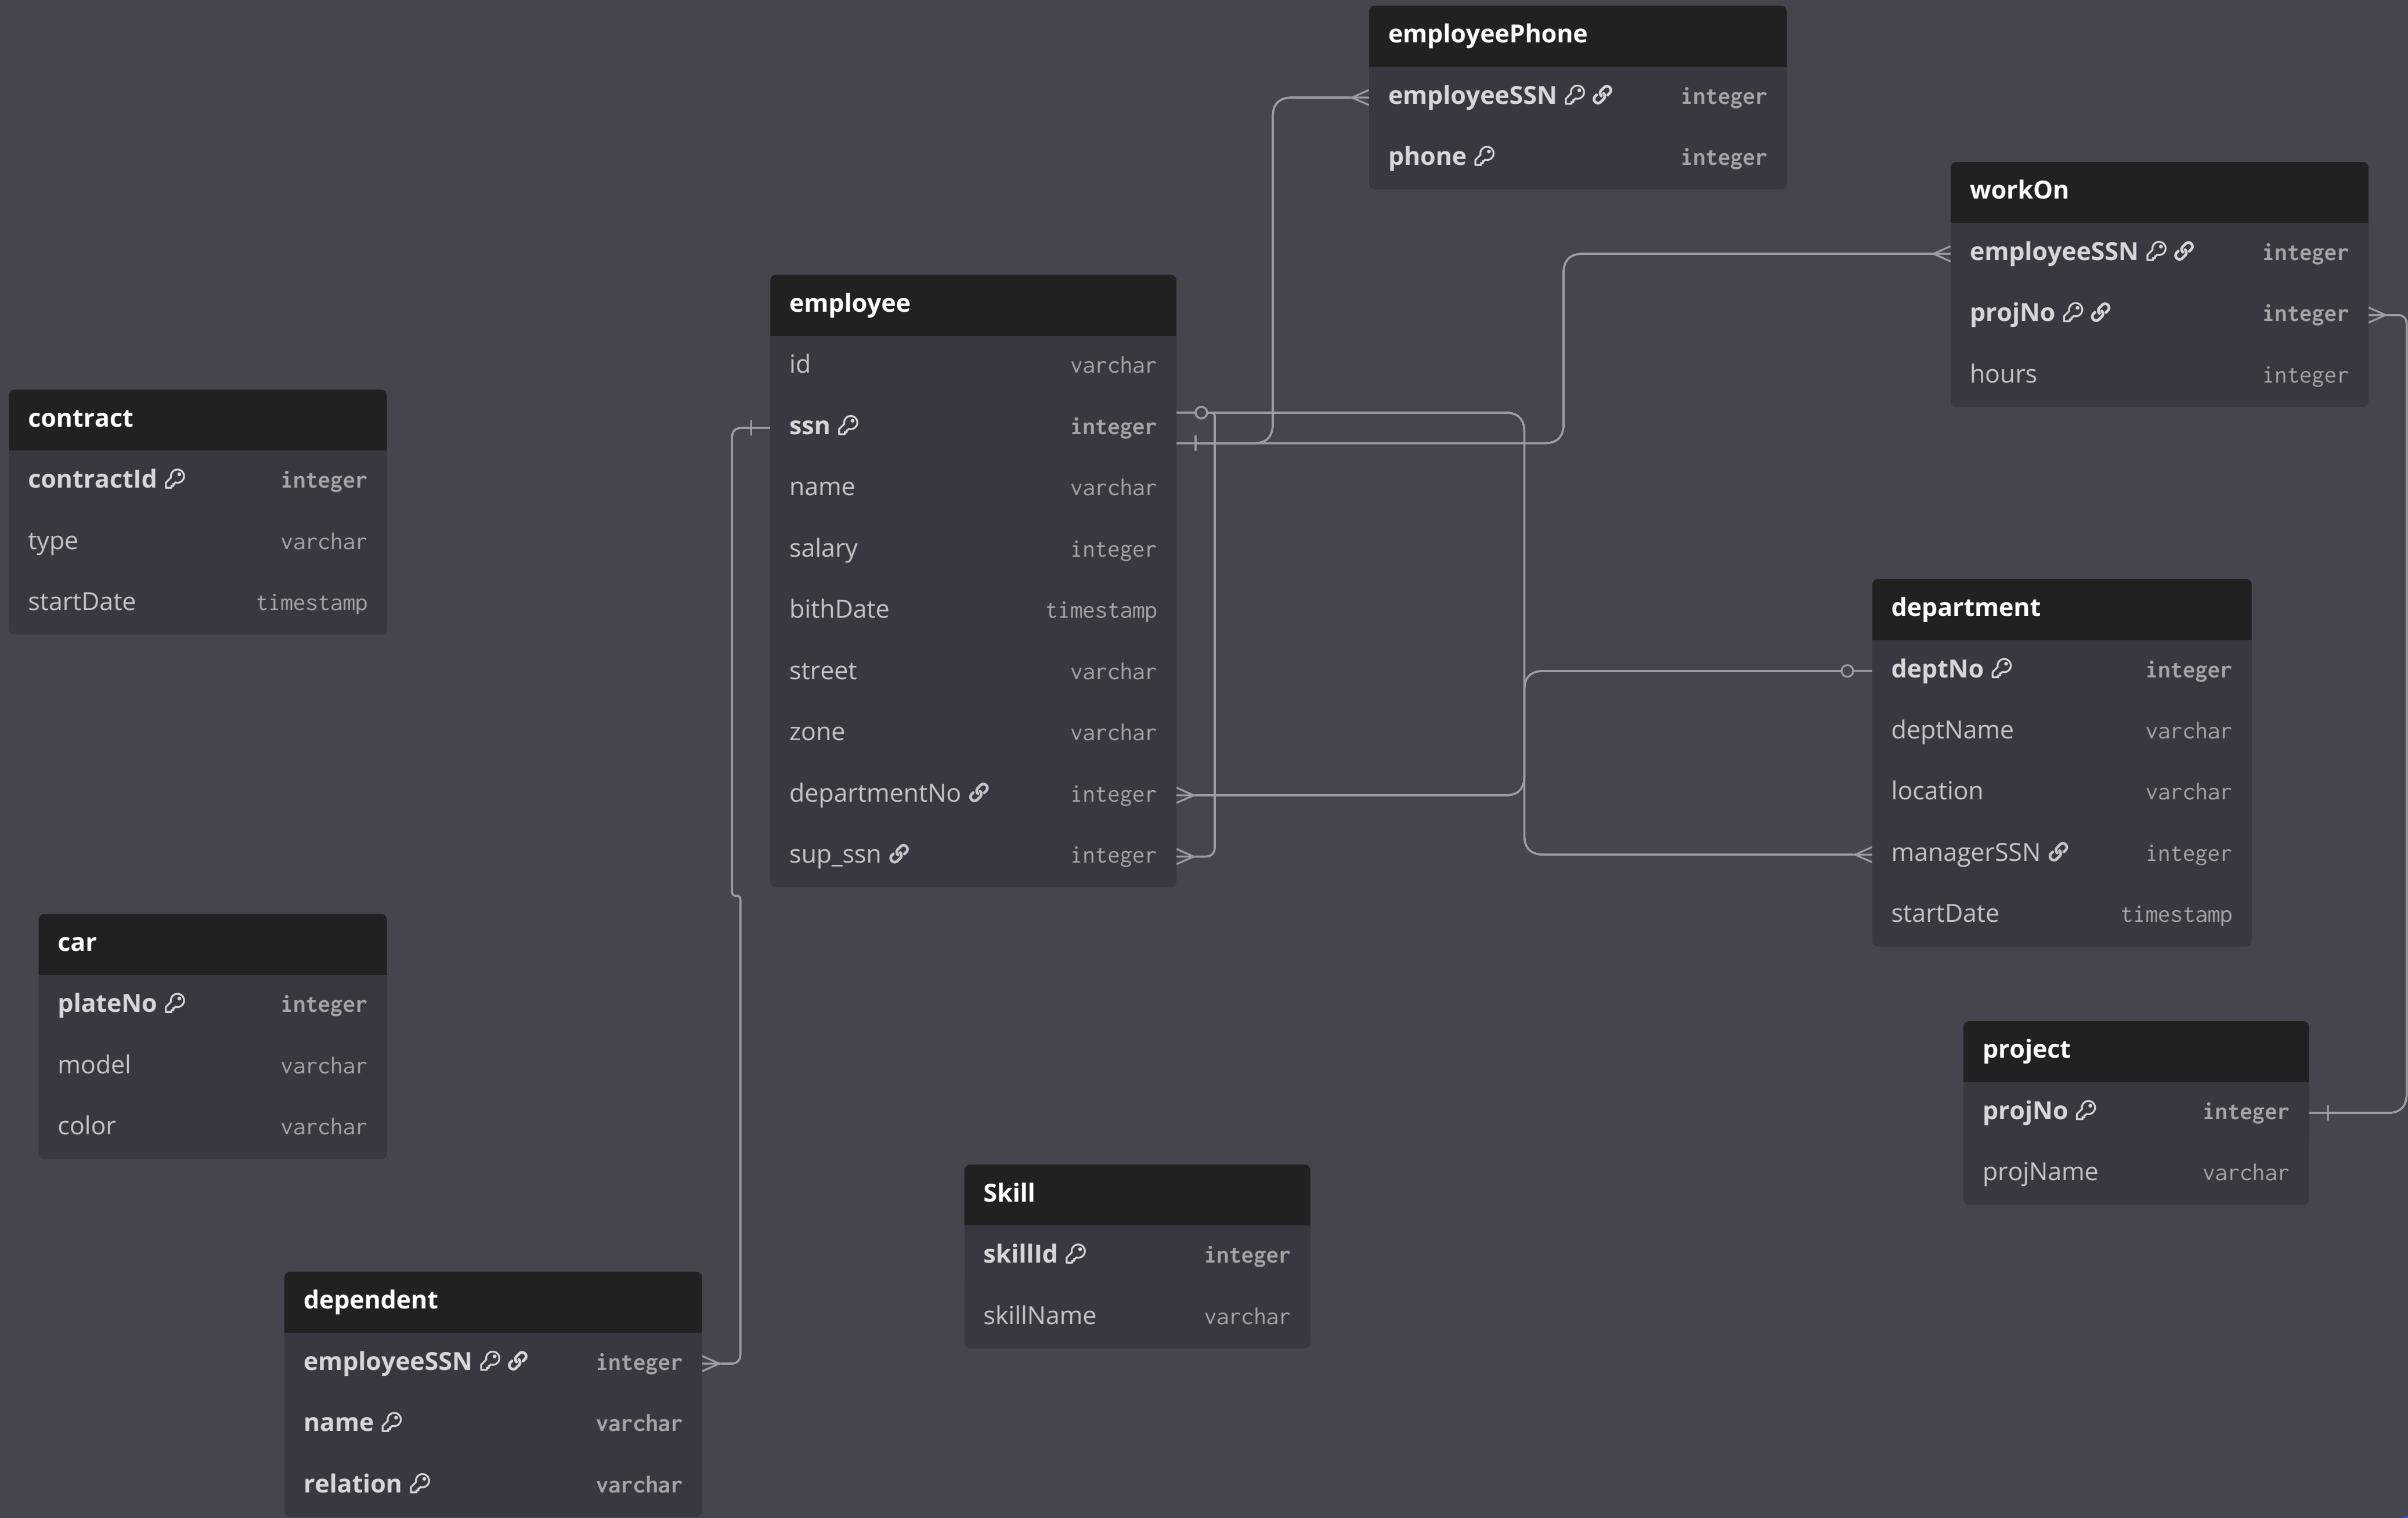 employeePhone
employeeSSN integer
phone integer
workOn
employeeSSN integer
projNo integer
hours integer
employee
id varchar
ssn integer
name varchar
salary integer
bithDate timestamp
street varchar
zone varchar
departmentNo integer
sup_ssn integer
contract
contractId integer
type varchar
startDate timestamp
department
deptNo integer
deptName varchar
location varchar
managerSSN integer
startDate timestamp
car
plateNo integer
model varchar
color varchar
project
projNo integer
projName varchar
Skill
skillId integer
skillName varchar
dependent
employeeSSN integer
name varchar
relation varchar